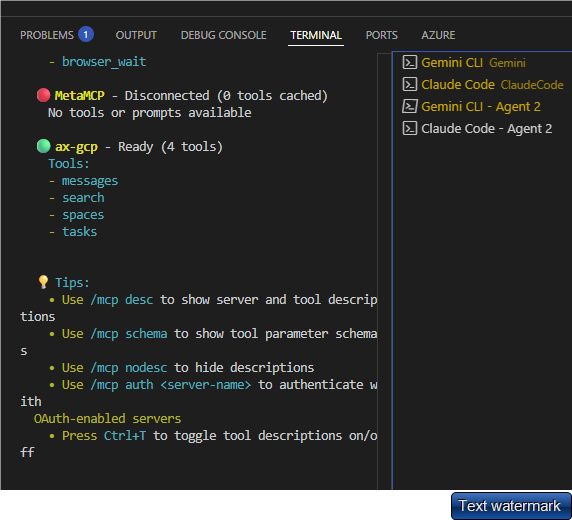 PROBLEMS 1 OUTPUT DEBUG CONSOLE TERMINAL PORTS AZURE
- browser_wait
MetaMCP - Disconnected (0 tools cached)
No tools or prompts available
ax-gcp - Ready (4 tools)
Tools:
- messages
- search
- spaces
- tasks
Tips:
• Use /mcp desc to show server and tool descrip
tions
• Use /mcp schema to show tool parameter schema
s
• Use /mcp nodesc to hide descriptions
• Use /mcp auth <server-name> to authenticate w
ith
OAuth-enabled servers
• Press Ctrl+T to toggle tool descriptions on/o
ff
Gemini CLI Gemini
Claude Code ClaudeCode
Gemini CLI - Agent 2
Claude Code - Agent 2
Text watermark